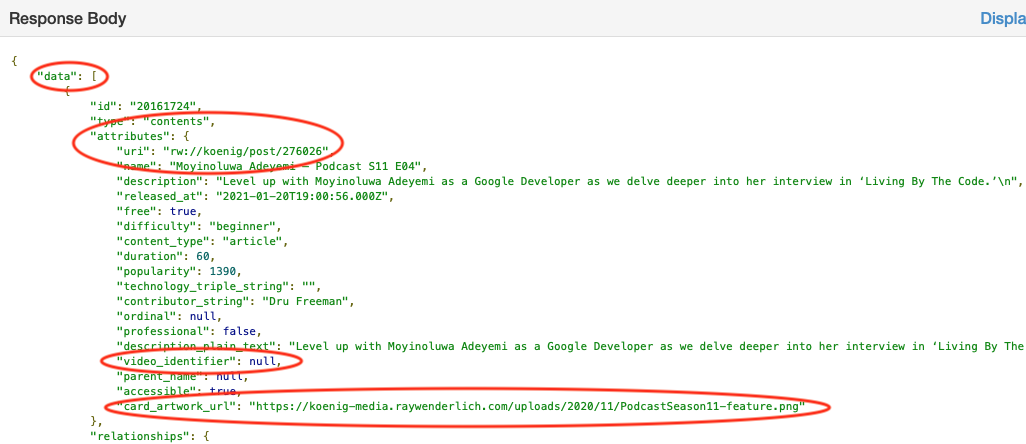 Response Body
Displa
{
"data": [
{
"id": "20161724",
"type": "contents",
"attributes": {
"uri": "rw://koenig/post/276026",
"name": "Moyinoluwa Adeyemi – Podcast S11 E04",
"description": "Level up with Moyinoluwa Adeyemi as a Google Developer as we delve deeper into her interview in ‘Living By The Code.’\n",
"released_at": "2021-01-20T19:00:56.000Z",
"free": true,
"difficulty": "beginner",
"content_type": "article",
"duration": 60,
"popularity": 1390,
"technology_triple_string": "",
"contributor_string": "Dru Freeman",
"ordinal": null,
"professional": false,
"description_plain_text": "Level up with Moyinoluwa Adeyemi as a Google Developer as we delve deeper into her interview in ‘Living By The
"video_identifier": null,
"parent_name": null,
"accessible": true,
"card_artwork_url": "https://koenig-media.raywenderlich.com/uploads/2020/11/PodcastSeason11-feature.png"
},
"relationships": {